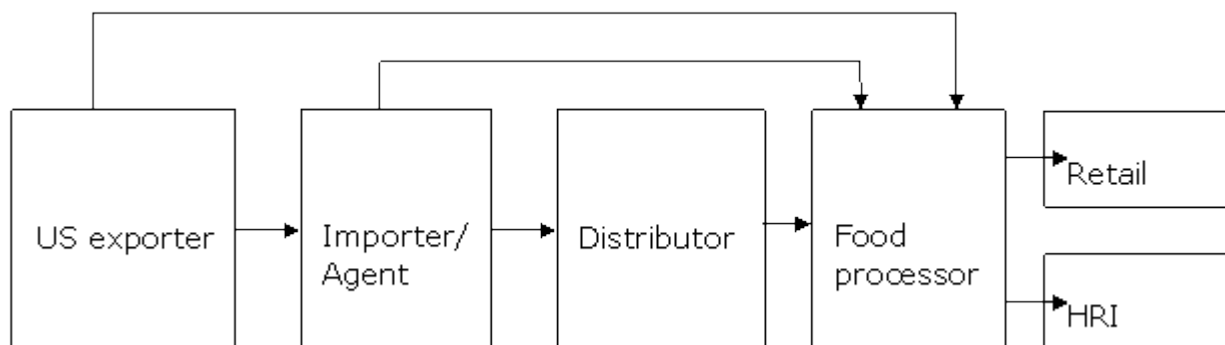 US exporter
Importer/
Agent
Distributor
Food
processor
Retail
HRI